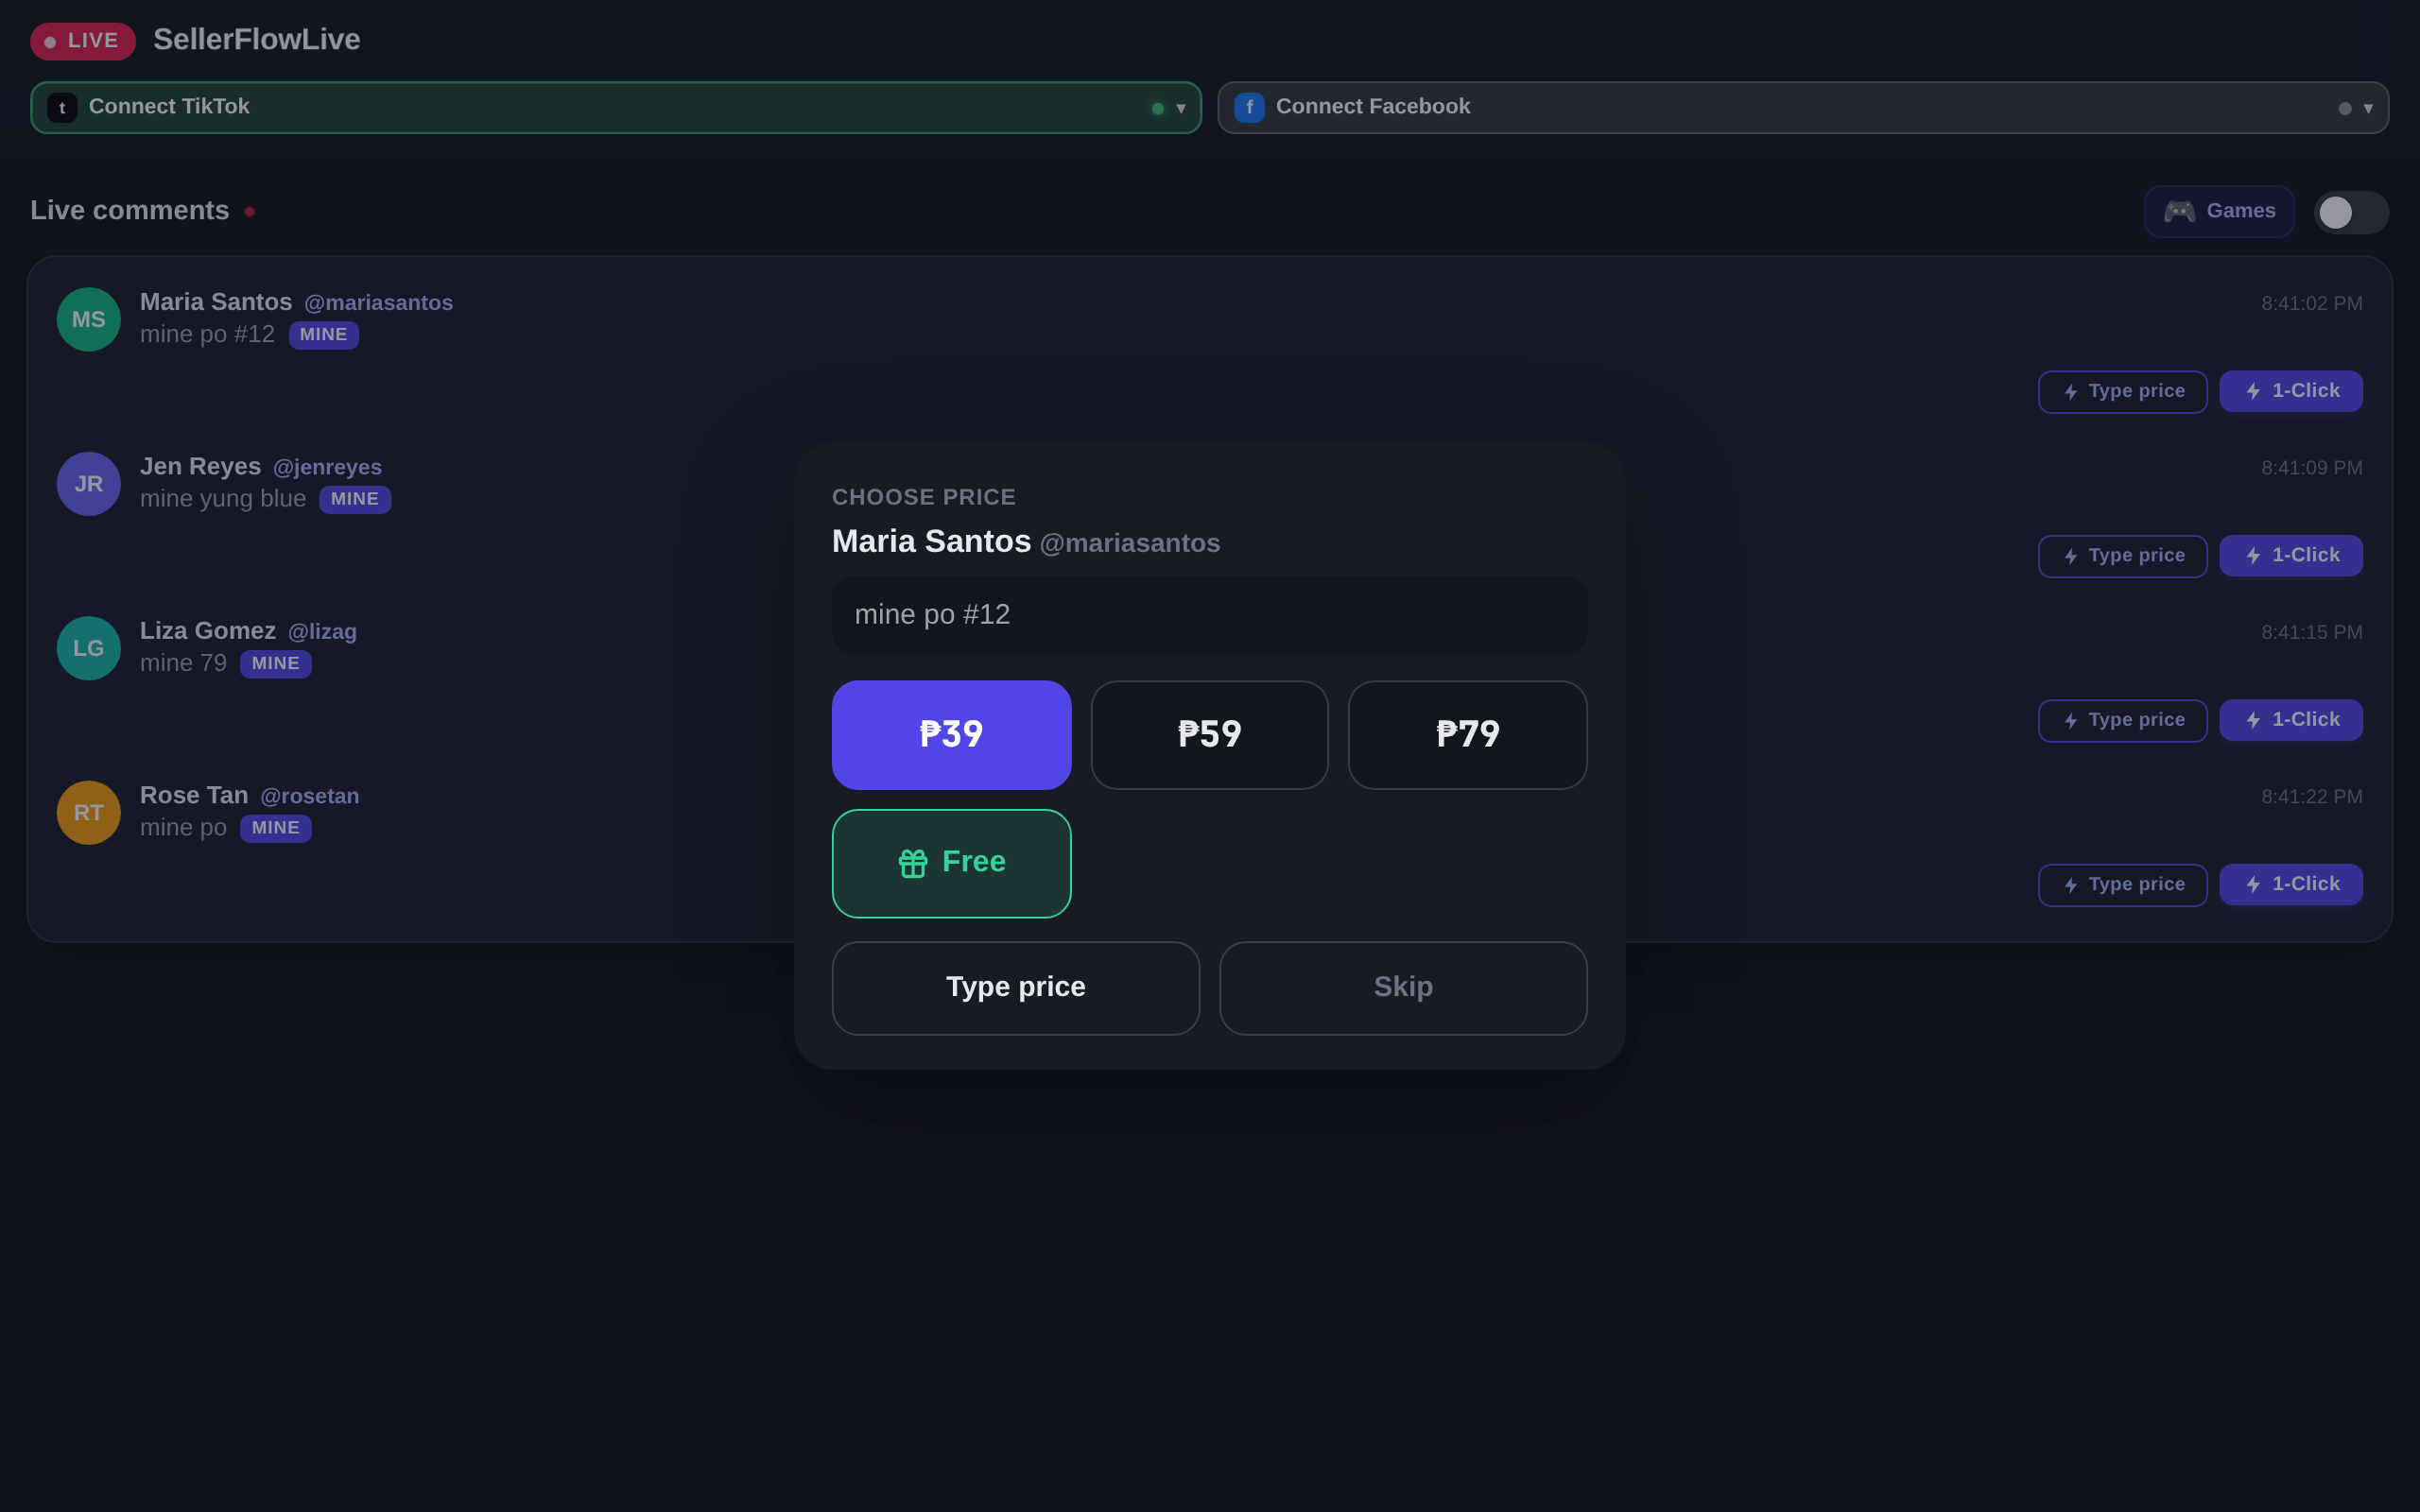 LIVE SellerFlowLive
t Connect TikTok ▾ f Connect Facebook ▾
Live comments 🎮 Games
MS Maria Santos @mariasantos 8:41:02 PM
mine po #12 MINE
Type price 1-Click
JR Jen Reyes @jenreyes 8:41:09 PM
mine yung blue MINE
Type price 1-Click
LG Liza Gomez @lizag 8:41:15 PM
mine 79 MINE
Type price 1-Click
RT Rose Tan @rosetan 8:41:22 PM
mine po MINE
Type price 1-Click
CHOOSE PRICE
Maria Santos @mariasantos
mine po #12
₱39 ₱59 ₱79
Free
Type price Skip